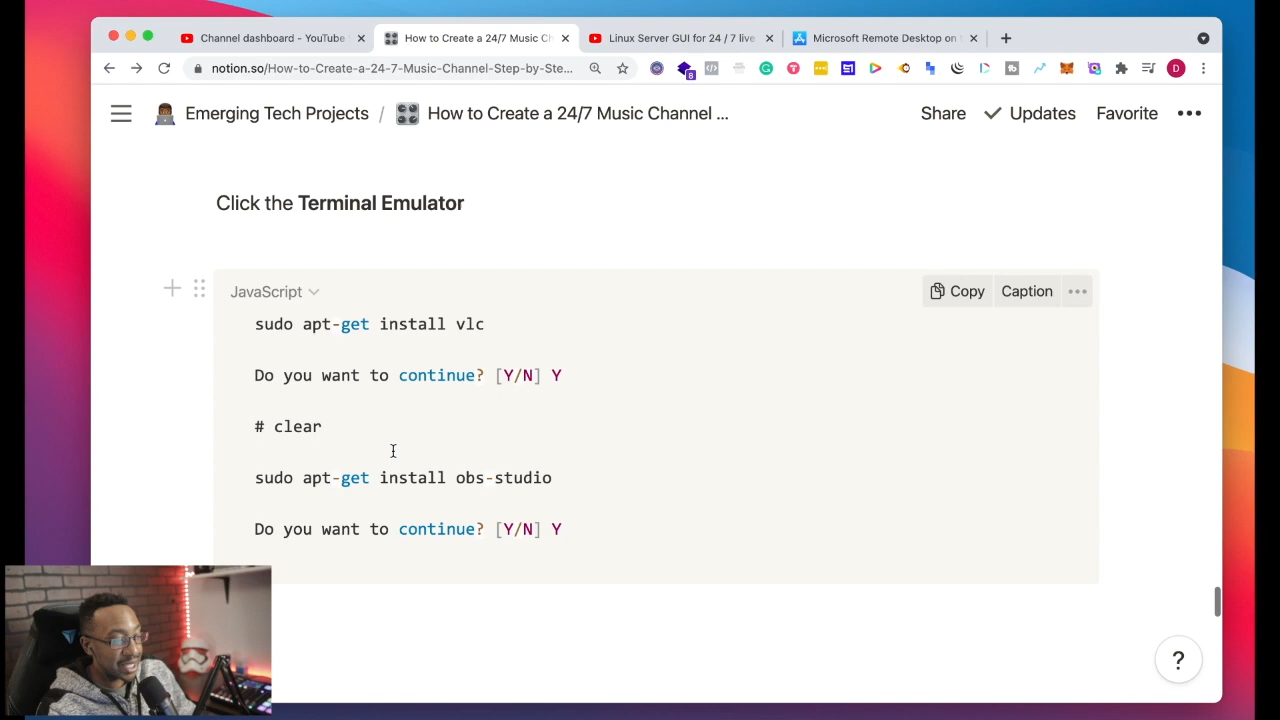 Channel dashboard - YouTube
How to Create a 24/7 Music Ch
Linux Server GUI for 24 / 7 live
Microsoft Remote Desktop on
notion.so/How-to-Create-a-24-7-Music-Channel-Step-by-Ste...
8
D
Emerging Tech Projects / How to Create a 24/7 Music Channel ...
Share Updates Favorite
Click the Terminal Emulator
JavaScript
Copy Caption
sudo apt-get install vlc
Do you want to continue? [Y/N] Y
# clear
sudo apt-get install obs-studio
Do you want to continue? [Y/N] Y
?